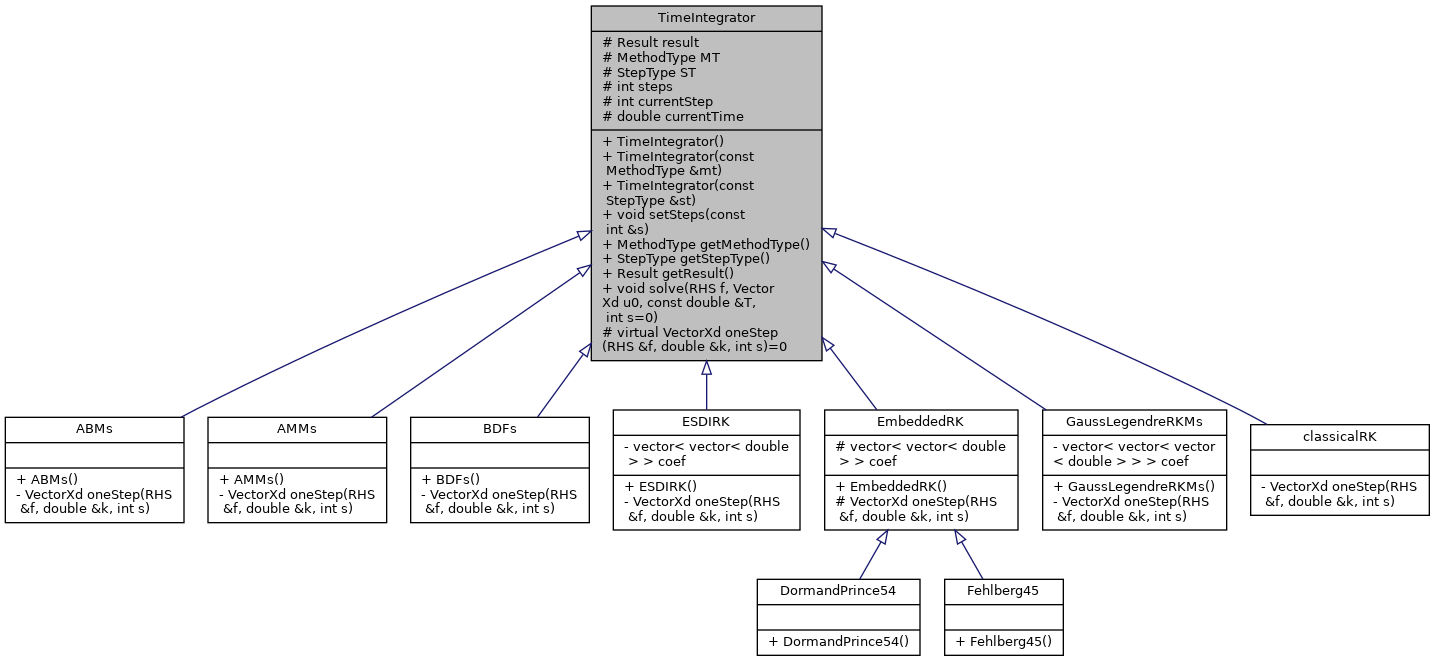 TimeIntegrator
# Result result
# MethodType MT
# StepType ST
# int steps
# int currentStep
# double currentTime
+ TimeIntegrator()
+ TimeIntegrator(const
MethodType &mt)
+ TimeIntegrator(const
StepType &st)
+ void setSteps(const
int &s)
+ MethodType getMethodType()
+ StepType getStepType()
+ Result getResult()
+ void solve(RHS f, Vector
Xd u0, const double &T,
int s=0)
# virtual VectorXd oneStep
(RHS &f, double &k, int s)=0
ABMs
+ ABMs()
- VectorXd oneStep(RHS
&f, double &k, int s)
AMMs
+ AMMs()
- VectorXd oneStep(RHS
&f, double &k, int s)
BDFs
+ BDFs()
- VectorXd oneStep(RHS
&f, double &k, int s)
ESDIRK
- vector< vector< double
> > coef
+ ESDIRK()
- VectorXd oneStep(RHS
&f, double &k, int s)
EmbeddedRK
# vector< vector< double
> > coef
+ EmbeddedRK()
# VectorXd oneStep(RHS
&f, double &k, int s)
GaussLegendreRKMs
- vector< vector< vector
< double > > > coef
+ GaussLegendreRKMs()
- VectorXd oneStep(RHS
&f, double &k, int s)
classicalRK
- VectorXd oneStep(RHS
&f, double &k, int s)
DormandPrince54
+ DormandPrince54()
Fehlberg45
+ Fehlberg45()